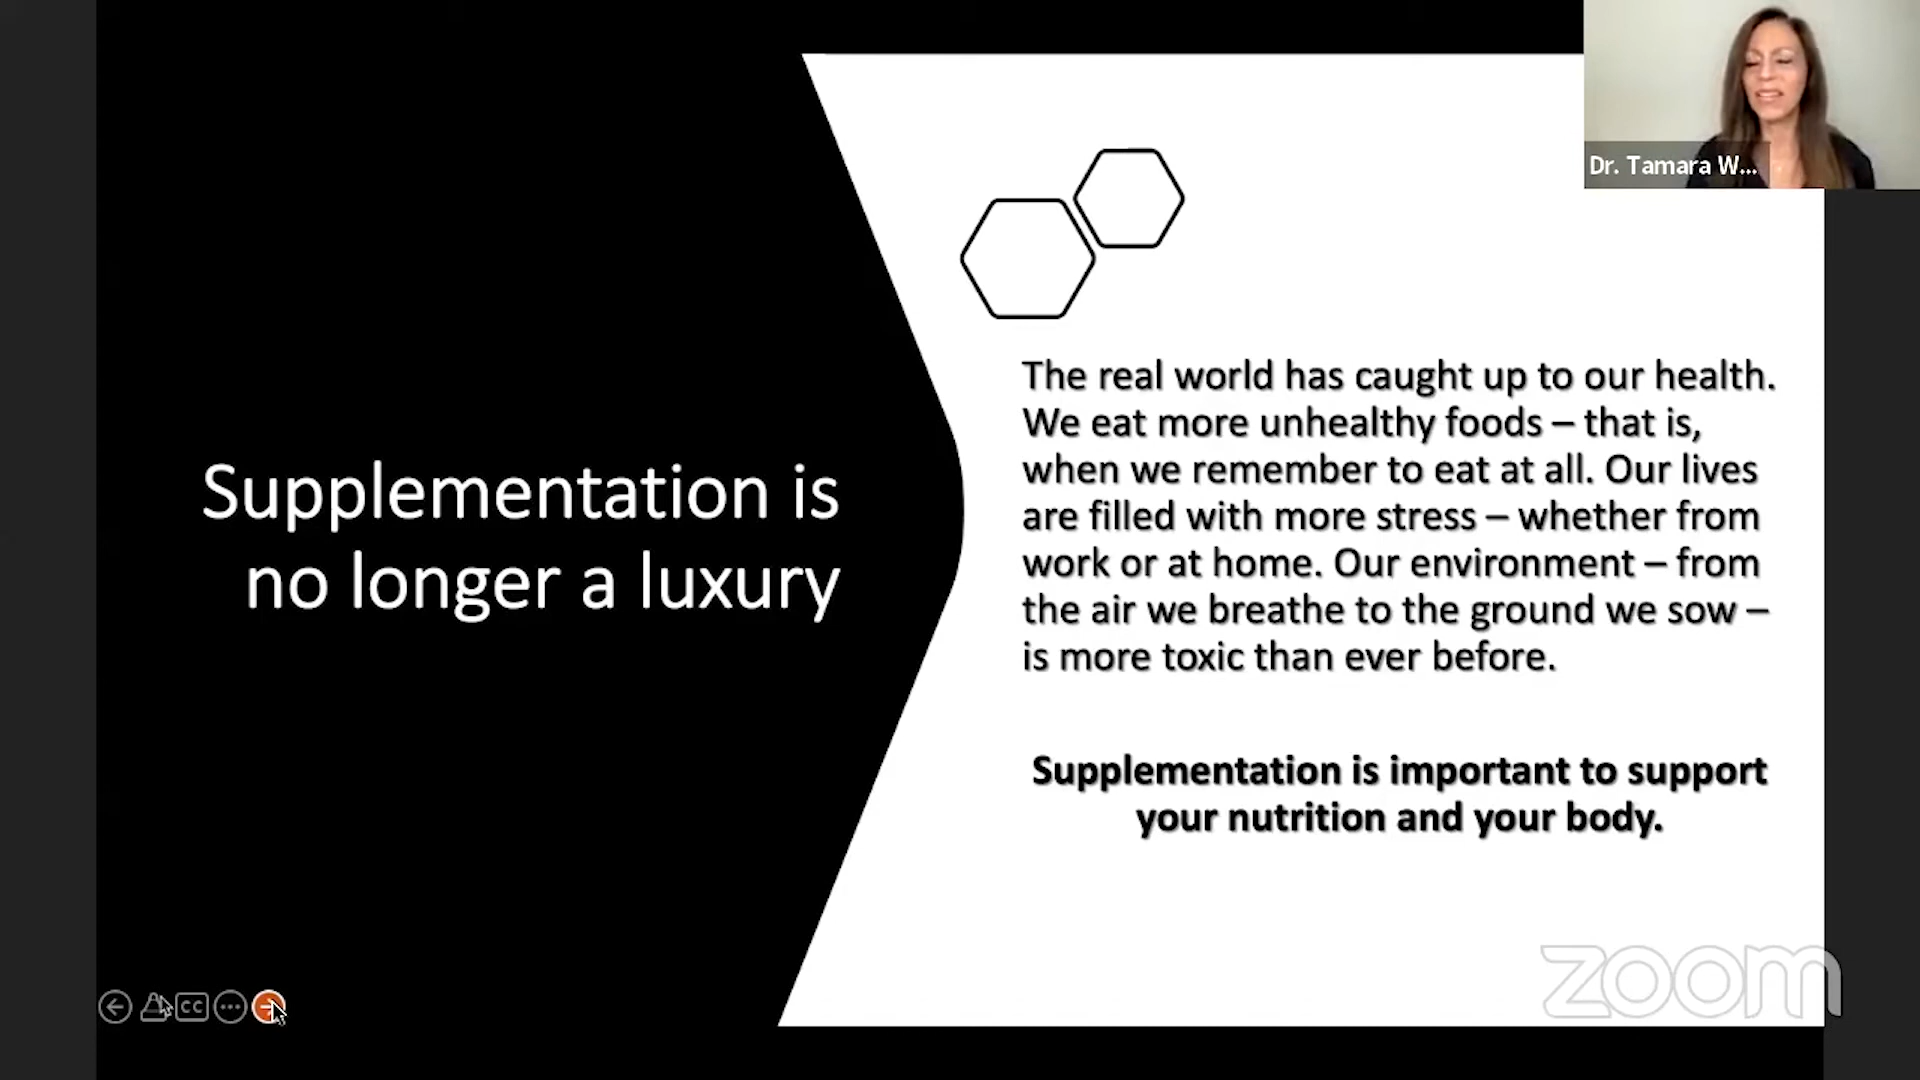 Dr. Tamara W...
Supplementation is
no longer a luxury
The real world has caught up to our health.
We eat more unhealthy foods – that is,
when we remember to eat at all. Our lives
are filled with more stress – whether from
work or at home. Our environment – from
the air we breathe to the ground we sow –
is more toxic than ever before.
Supplementation is important to support
your nutrition and your body.
CC
zoom